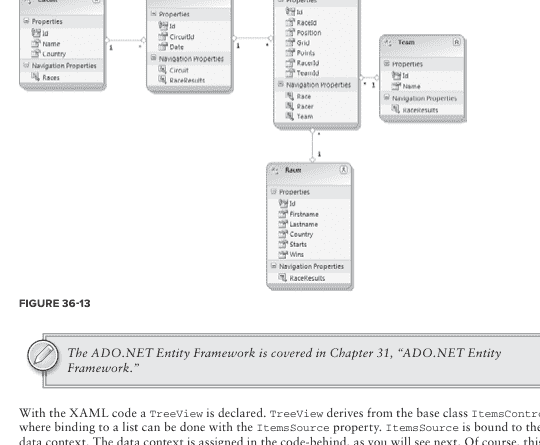 Properties
Id
Name
Country
Navigation Properties
Races
1
*
Properties
Id
CircuitId
Date
Navigation Properties
Circuit
RaceResults
1
*
Properties
Id
RaceId
Position
Grid
Points
RacerId
TeamId
Navigation Properties
Race
Racer
Team
*
1
Team
Properties
Id
Name
Navigation Properties
RaceResults
*
1
Properties
Id
Firstname
Lastname
Country
Starts
Wins
Navigation Properties
RaceResults
FIGURE 36-13
The ADO.NET Entity Framework is covered in Chapter 31, “ADO.NET Entity
Framework.”
With the XAML code a TreeView is declared. TreeView derives from the base class ItemsContro
where binding to a list can be done with the ItemsSource property. ItemsSource is bound to the
data context. The data context is assigned in the code-behind, as you will see next. Of course, this